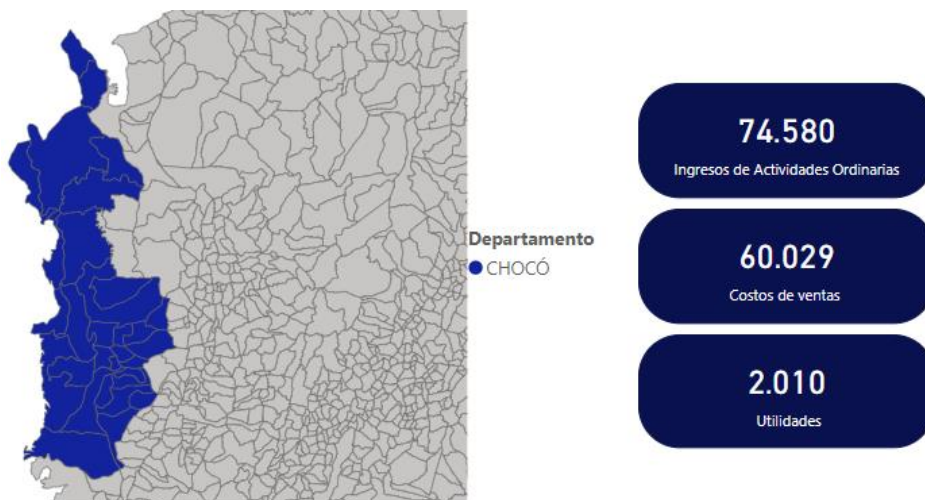 74.580
Ingresos de Actividades Ordinarias
Departamento
CHOCÓ
60.029
Costos de ventas
2.010
Utilidades